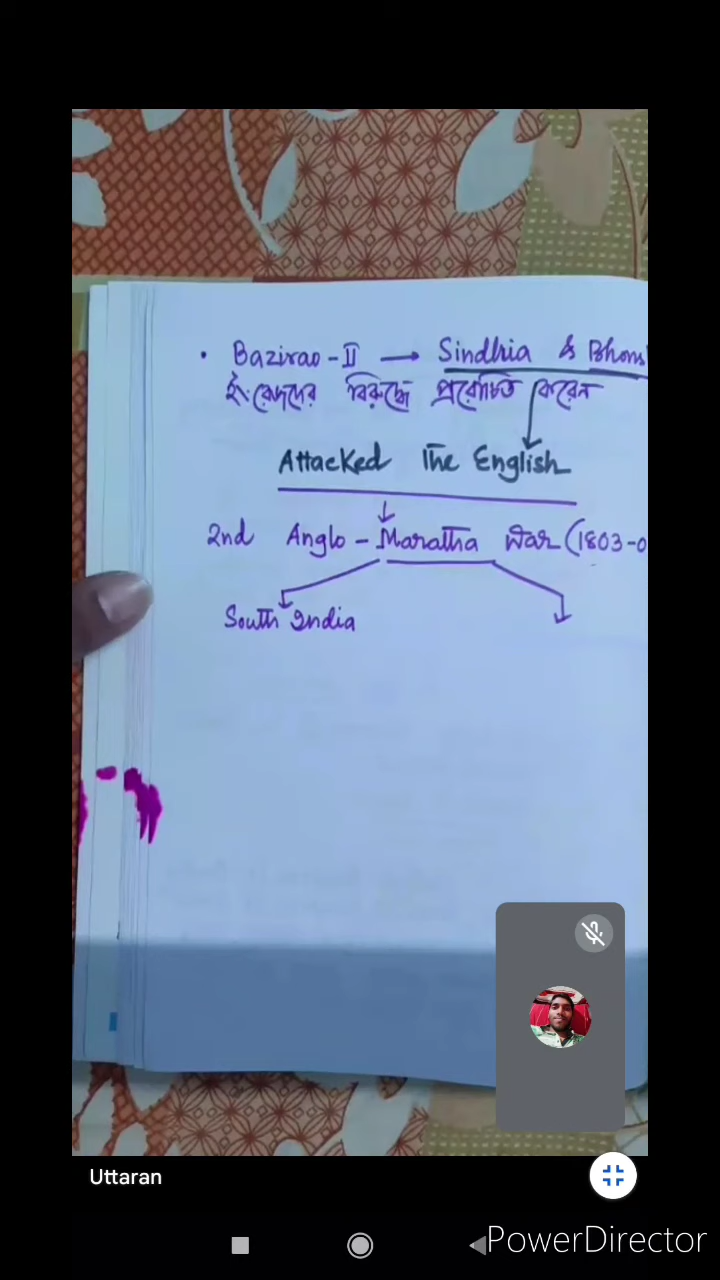 • Bazirao - II → Sindhia & Bhons
ইংরেজদের বিরুদ্ধে প্ররোচিত করেন
Attacked The English
2nd Anglo - Maratha War (1803-0
South India
Uttaran
PowerDirector